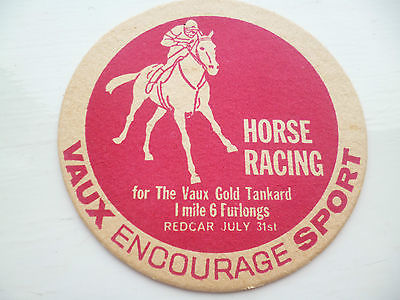 HORSE
RACING
for The Vaux Gold Tankard
1 mile 6 Furlongs
REDCAR JULY 31st
VAUX ENCOURAGE SPORT